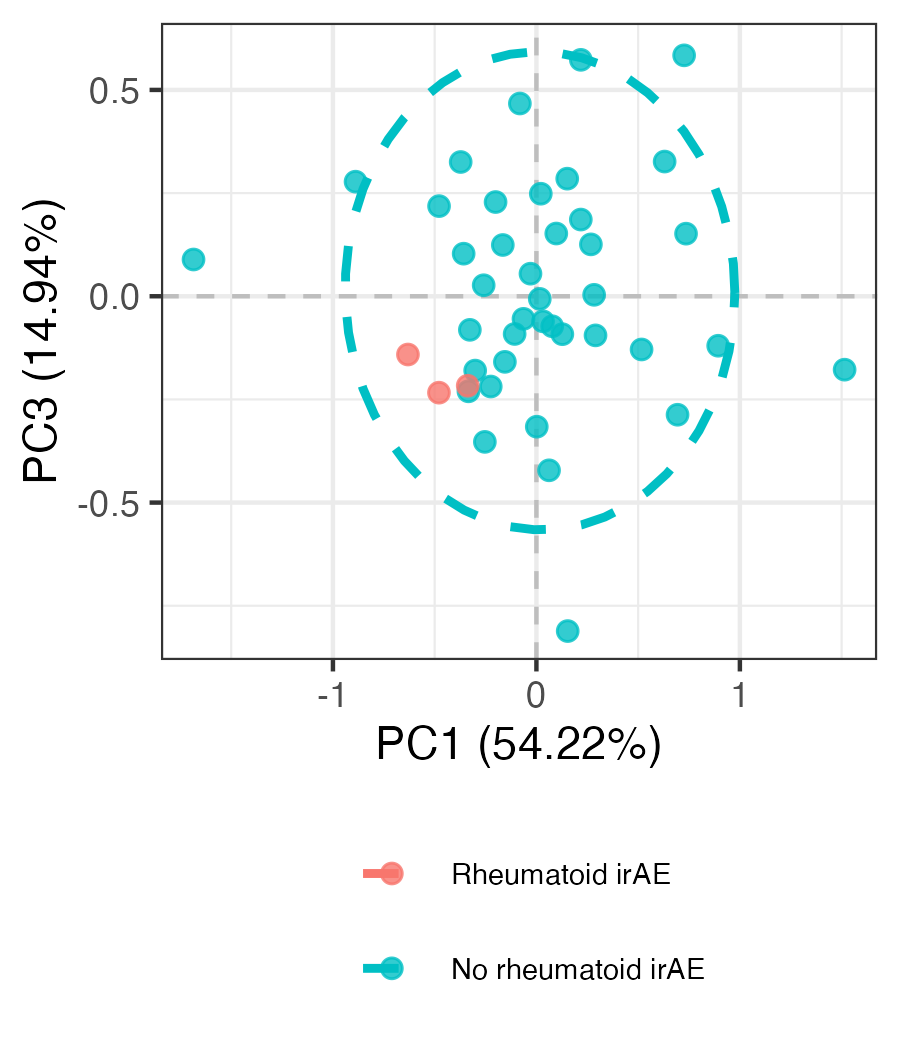 PC3 (14.94%)
0.5
0.0
-0.5
-1
0
1
PC1 (54.22%)
Rheumatoid irAE
No rheumatoid irAE